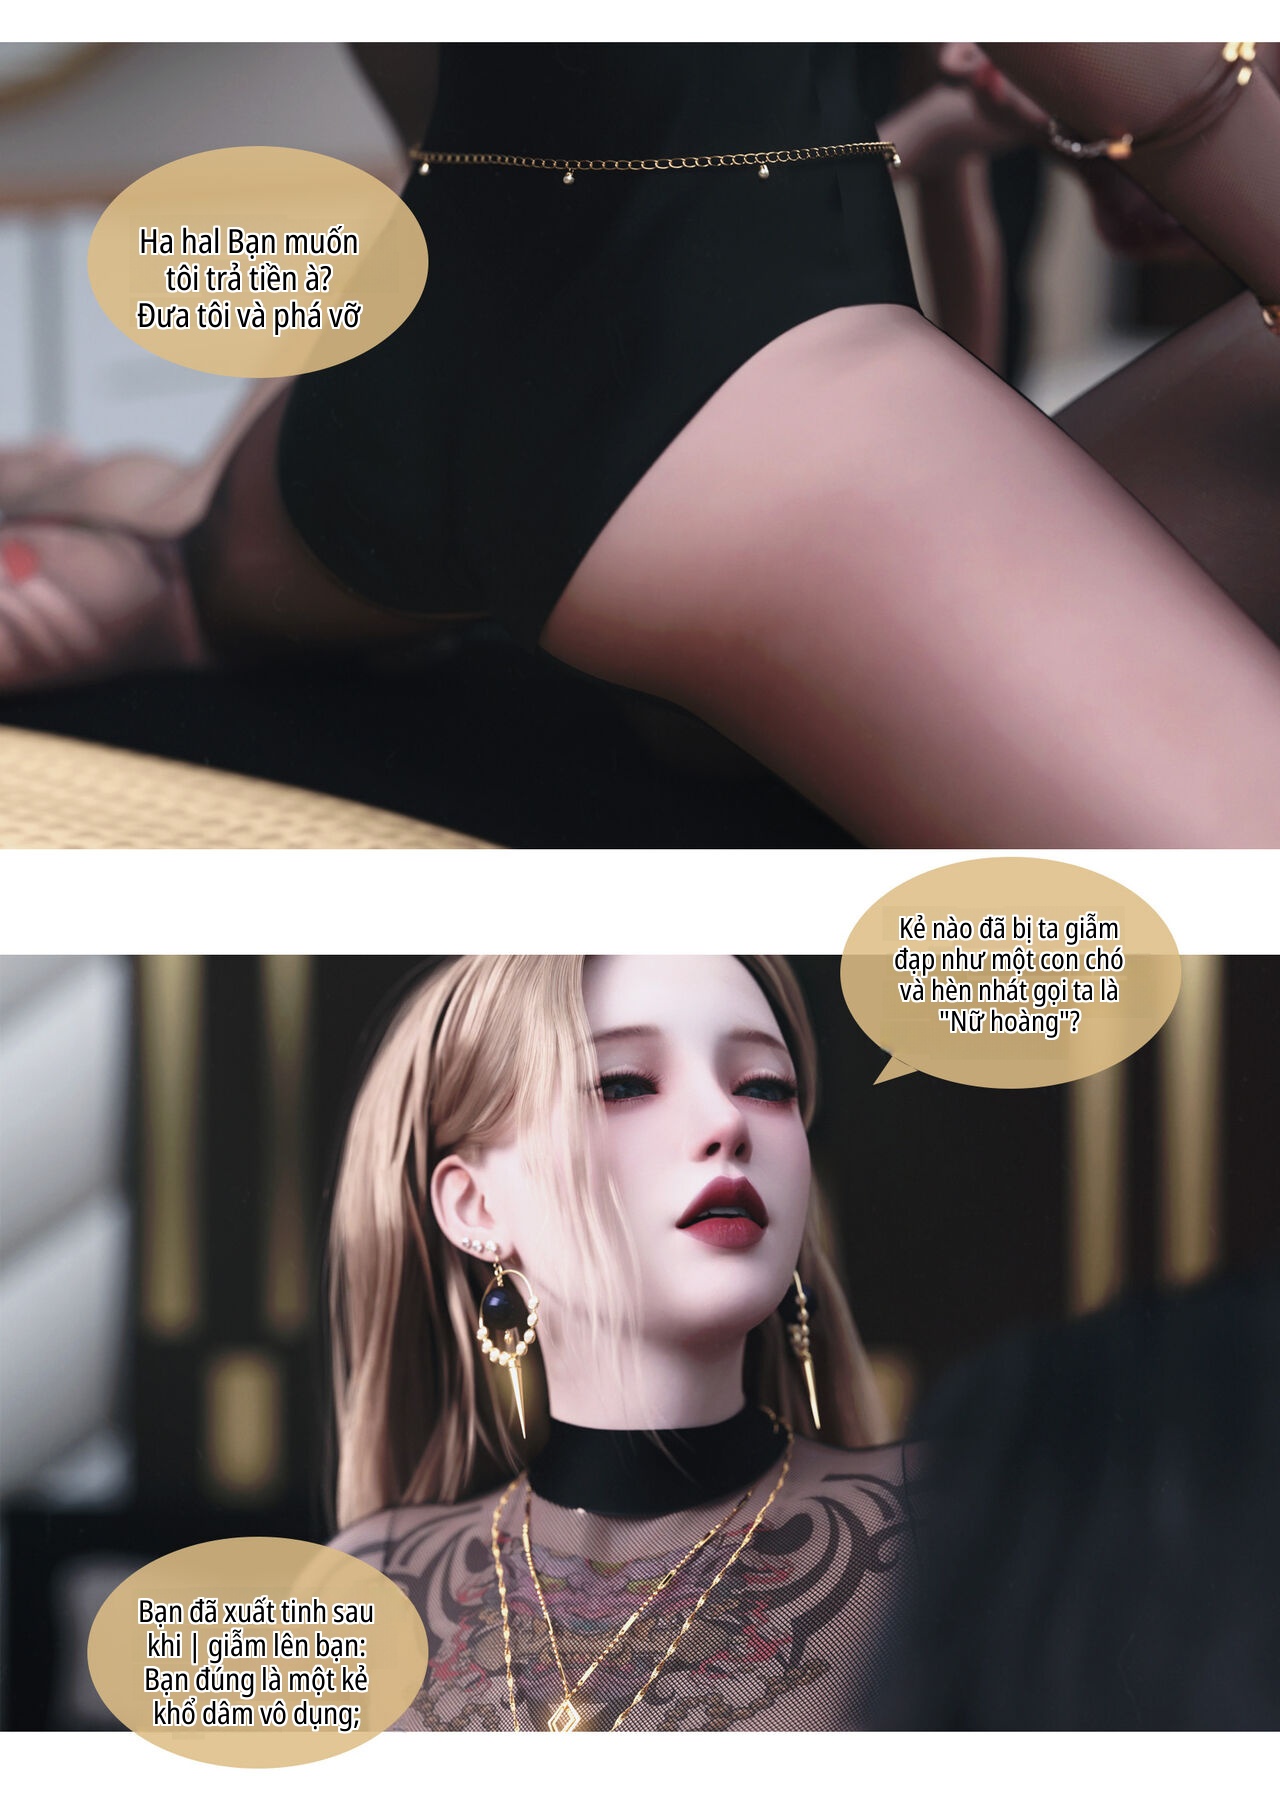 Ha hal Bạn muốn
tôi trả tiền à?
Đưa tôi và phá vỡ
Kẻ nào đã bị ta giẫm
đạp như một con chó
và hèn nhát gọi ta là
"Nữ hoàng"?
Bạn đã xuất tinh sau
khi | giẫm lên bạn:
Bạn đúng là một kẻ
khổ dâm vô dụng;